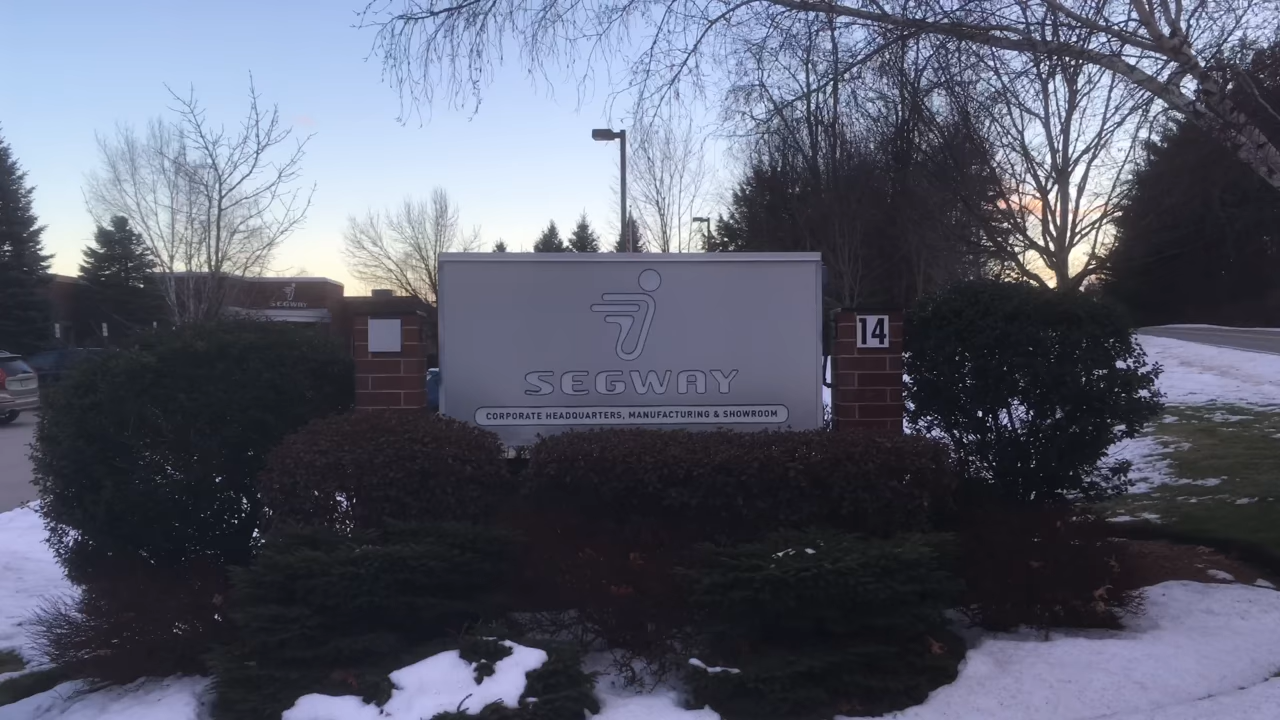 SEGWAY
14
SEGWAY
CORPORATE HEADQUARTERS, MANUFACTURING & SHOWROOM